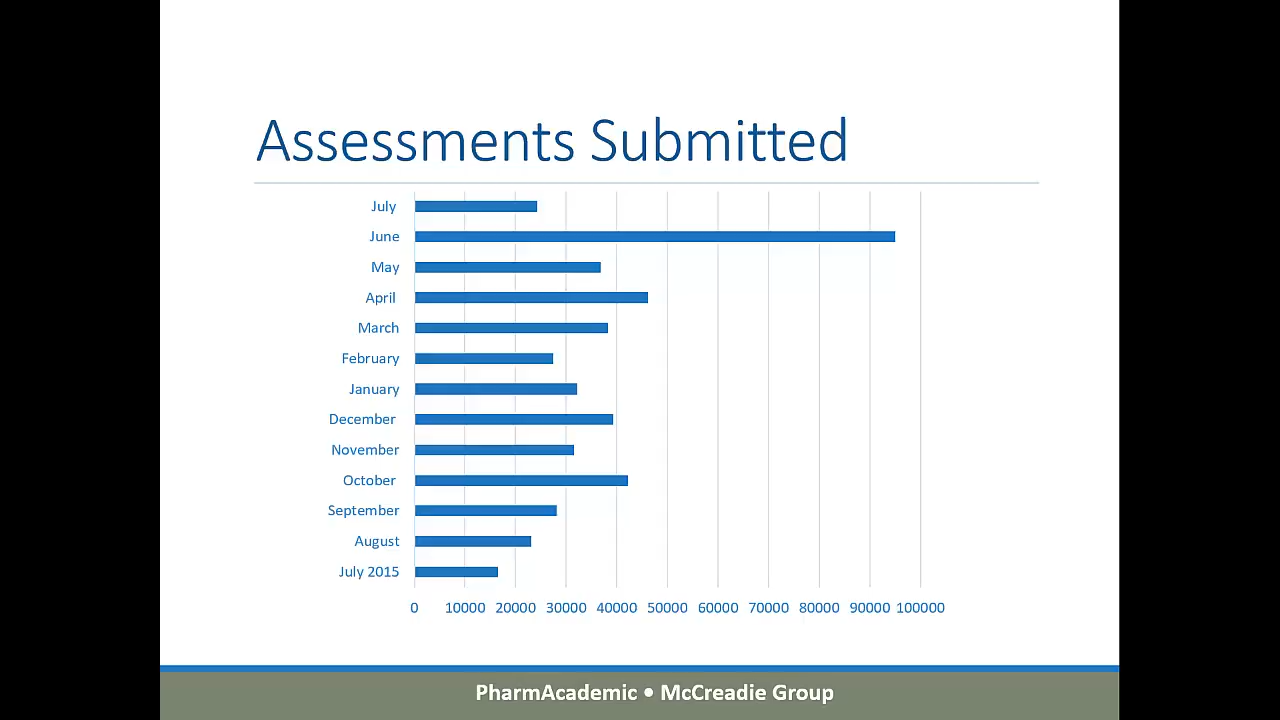 Assessments Submitted
July
June
May
April
March
February
January
December
November
October
September
August
July 2015
0 10000 20000 30000 40000 50000 60000 70000 80000 90000 100000
PharmAcademic • McCreadie Group